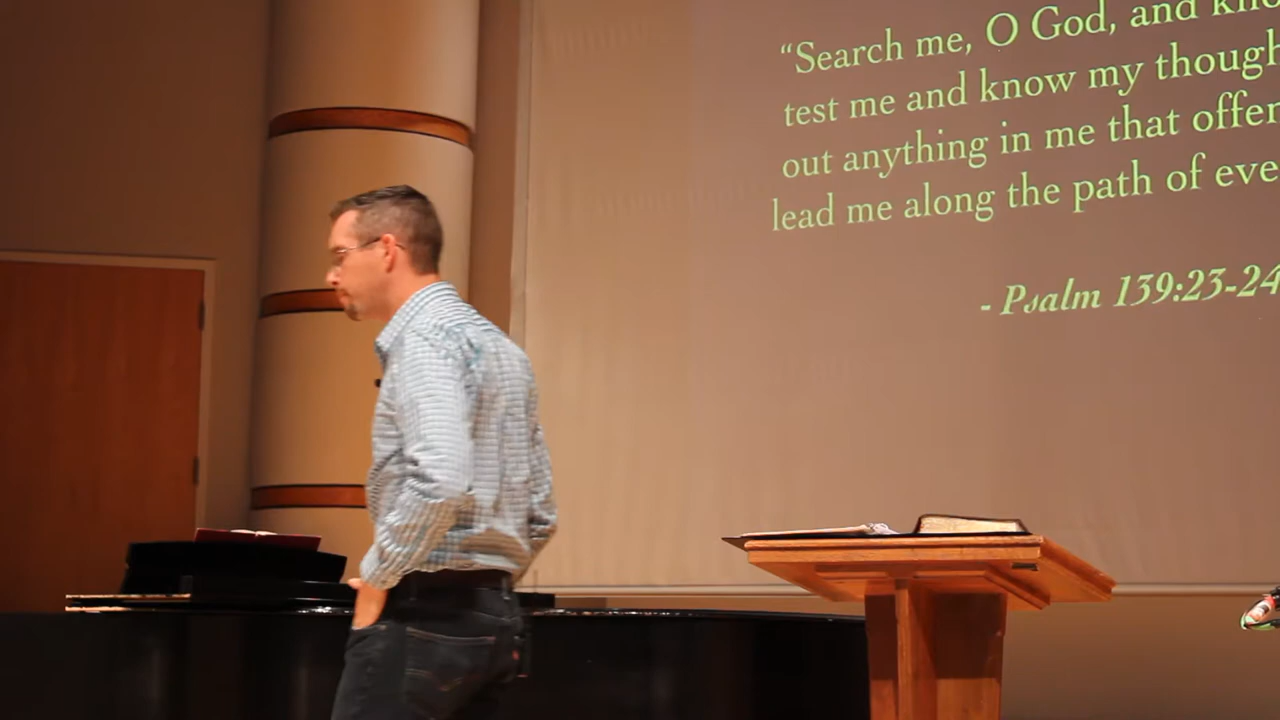 “Search me, O God, and
test me and know my
out anything in me that
lead me along the path of
- Psalm 139:23-24